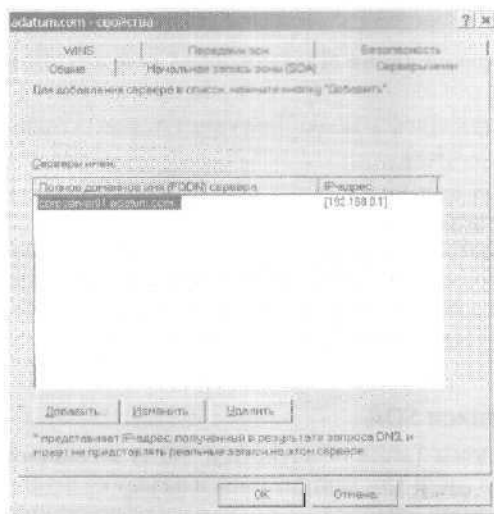 adatum.com - свойства
WINS Передачи зон Безопасность
Общие Начальная запись зоны (SOA) Серверы имен
Для добавления сервера в список, нажмите кнопку "Добавить".
Серверы имен:
Полное доменное имя (FQDN) сервера IP-адрес
adatum.com. [192.168.0.1]
Добавить... Изменить... Удалить
* представляет IP-адрес, полученный в результате запроса DNS, и
может не представлять реальные записи на этом сервере.
OK Отмена